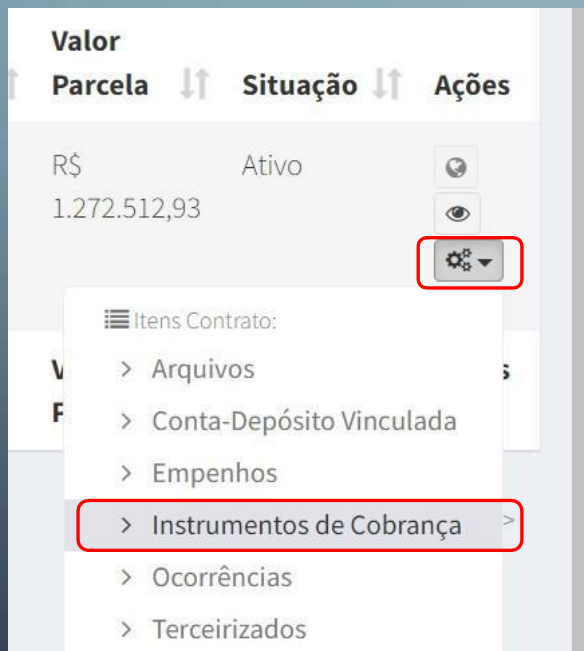 Valor
Parcela Situação Ações
R$ Ativo
1.272.512,93
Itens Contrato:
> Arquivos
> Conta-Depósito Vinculada
> Empenhos
> Instrumentos de Cobrança >
> Ocorrências
> Terceirizados